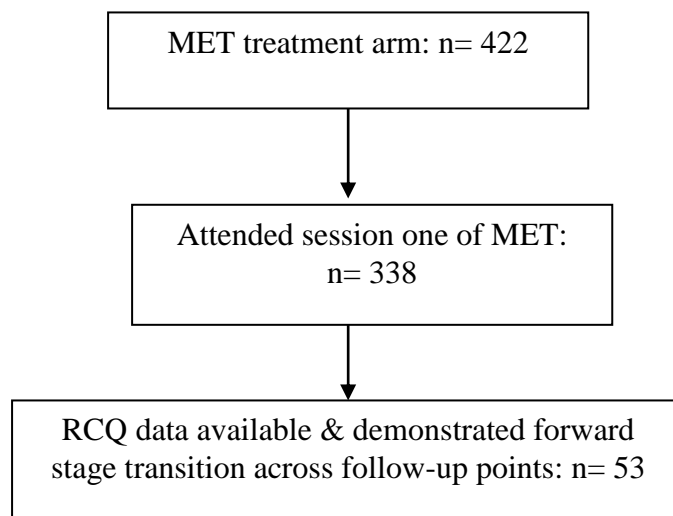 MET treatment arm: n= 422
Attended session one of MET:
n= 338
RCQ data available & demonstrated forward
stage transition across follow-up points: n= 53